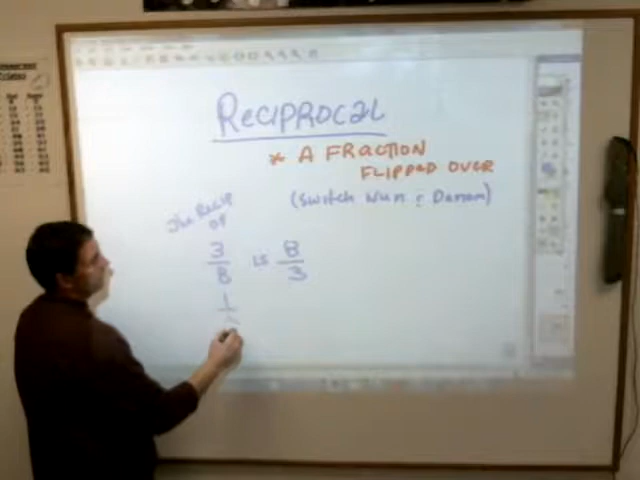 Reciprocal
* A FRACTION
FLIPPED OVER
(Switch Num & Denom)
The Recip
OF
3/8 is 8/3
1